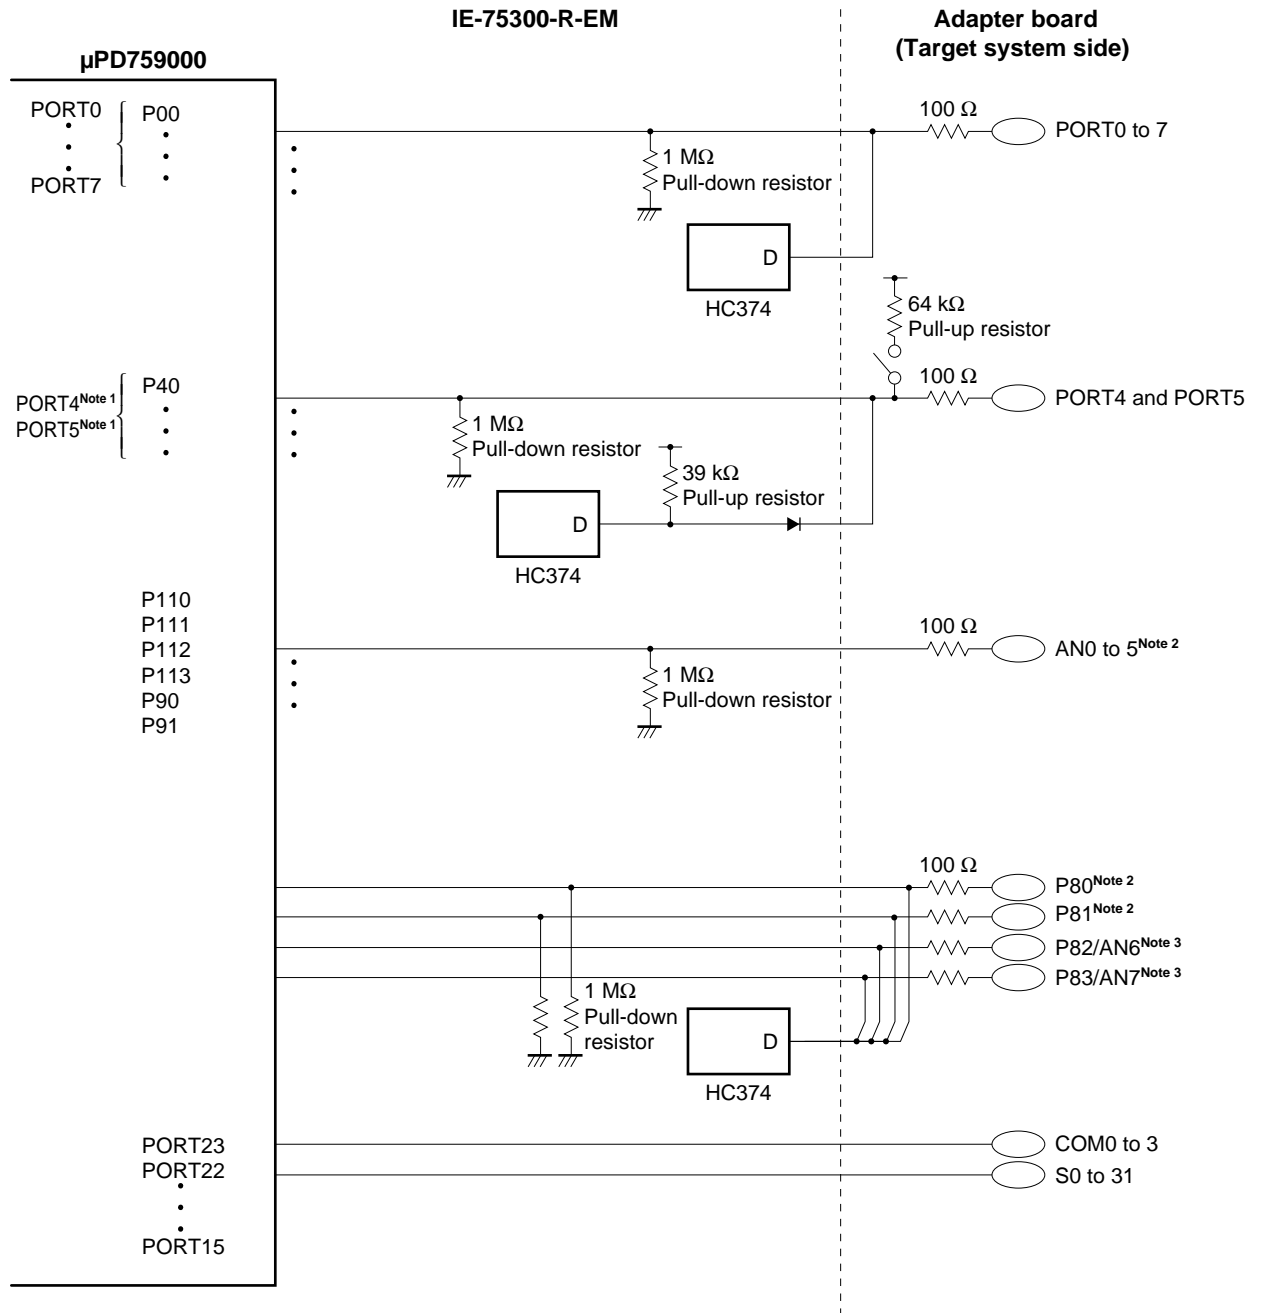 IE-75300-R-EM
Adapter board
(Target system side)
µPD759000
PORT0
PORT7
P00
100 Ω
PORT0 to 7
1 MΩ
Pull-down resistor
D
HC374
64 kΩ
Pull-up resistor
PORT4Note 1
PORT5Note 1
P40
100 Ω
PORT4 and PORT5
1 MΩ
Pull-down resistor
39 kΩ
Pull-up resistor
D
HC374
P110
P111
P112
P113
P90
P91
100 Ω
AN0 to 5Note 2
1 MΩ
Pull-down resistor
100 Ω
P80Note 2
P81Note 2
P82/AN6Note 3
P83/AN7Note 3
1 MΩ
Pull-down
resistor
D
HC374
PORT23
PORT22
PORT15
COM0 to 3
S0 to 31